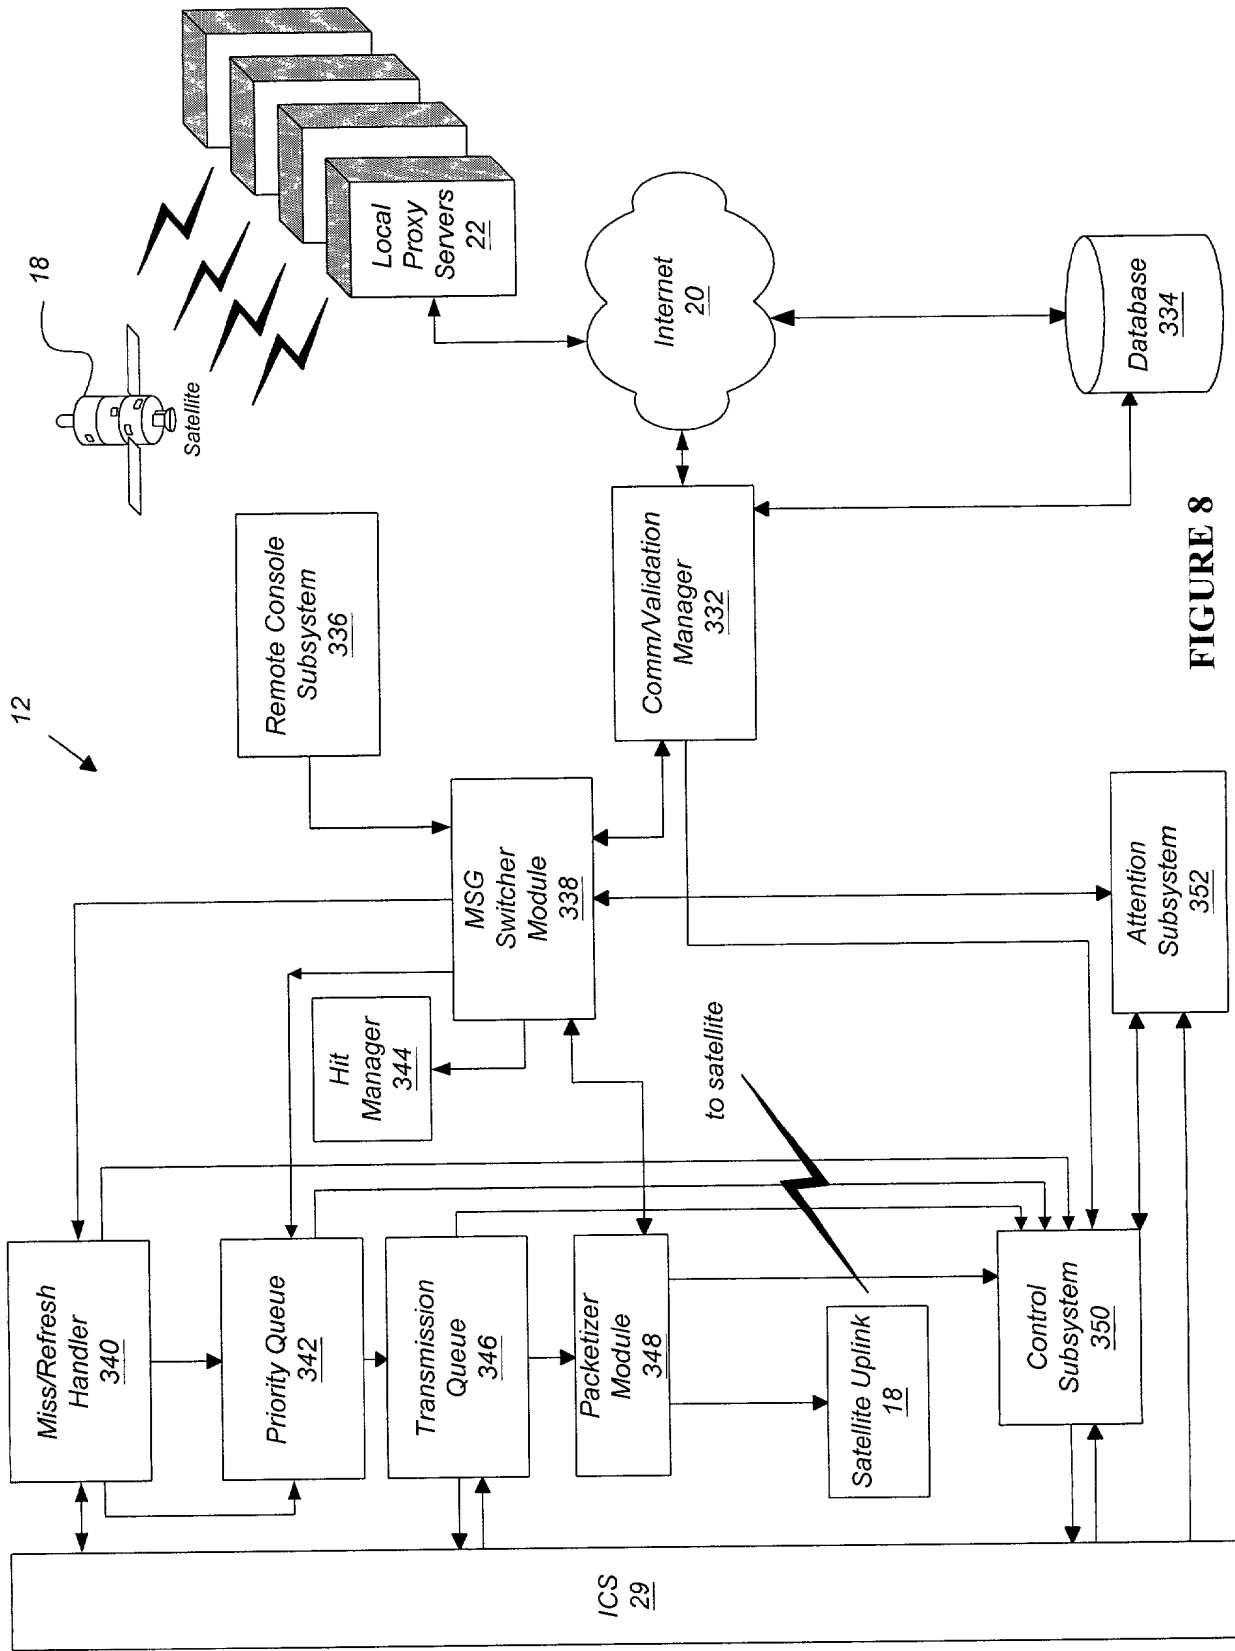 12
18
Satellite
Local
Proxy
Servers
22
Remote Console
Subsystem
336
Internet
20
Miss/Refresh
Handler
340
MSG
Switcher
Module
338
Comm/Validation
Manager
332
Hit
Manager
344
Priority Queue
342
Transmission
Queue
346
Packetizer
Module
348
to satellite
Satellite Uplink
18
Control
Subsystem
350
Attention
Subsystem
352
Database
334
ICS
29
FIGURE 8